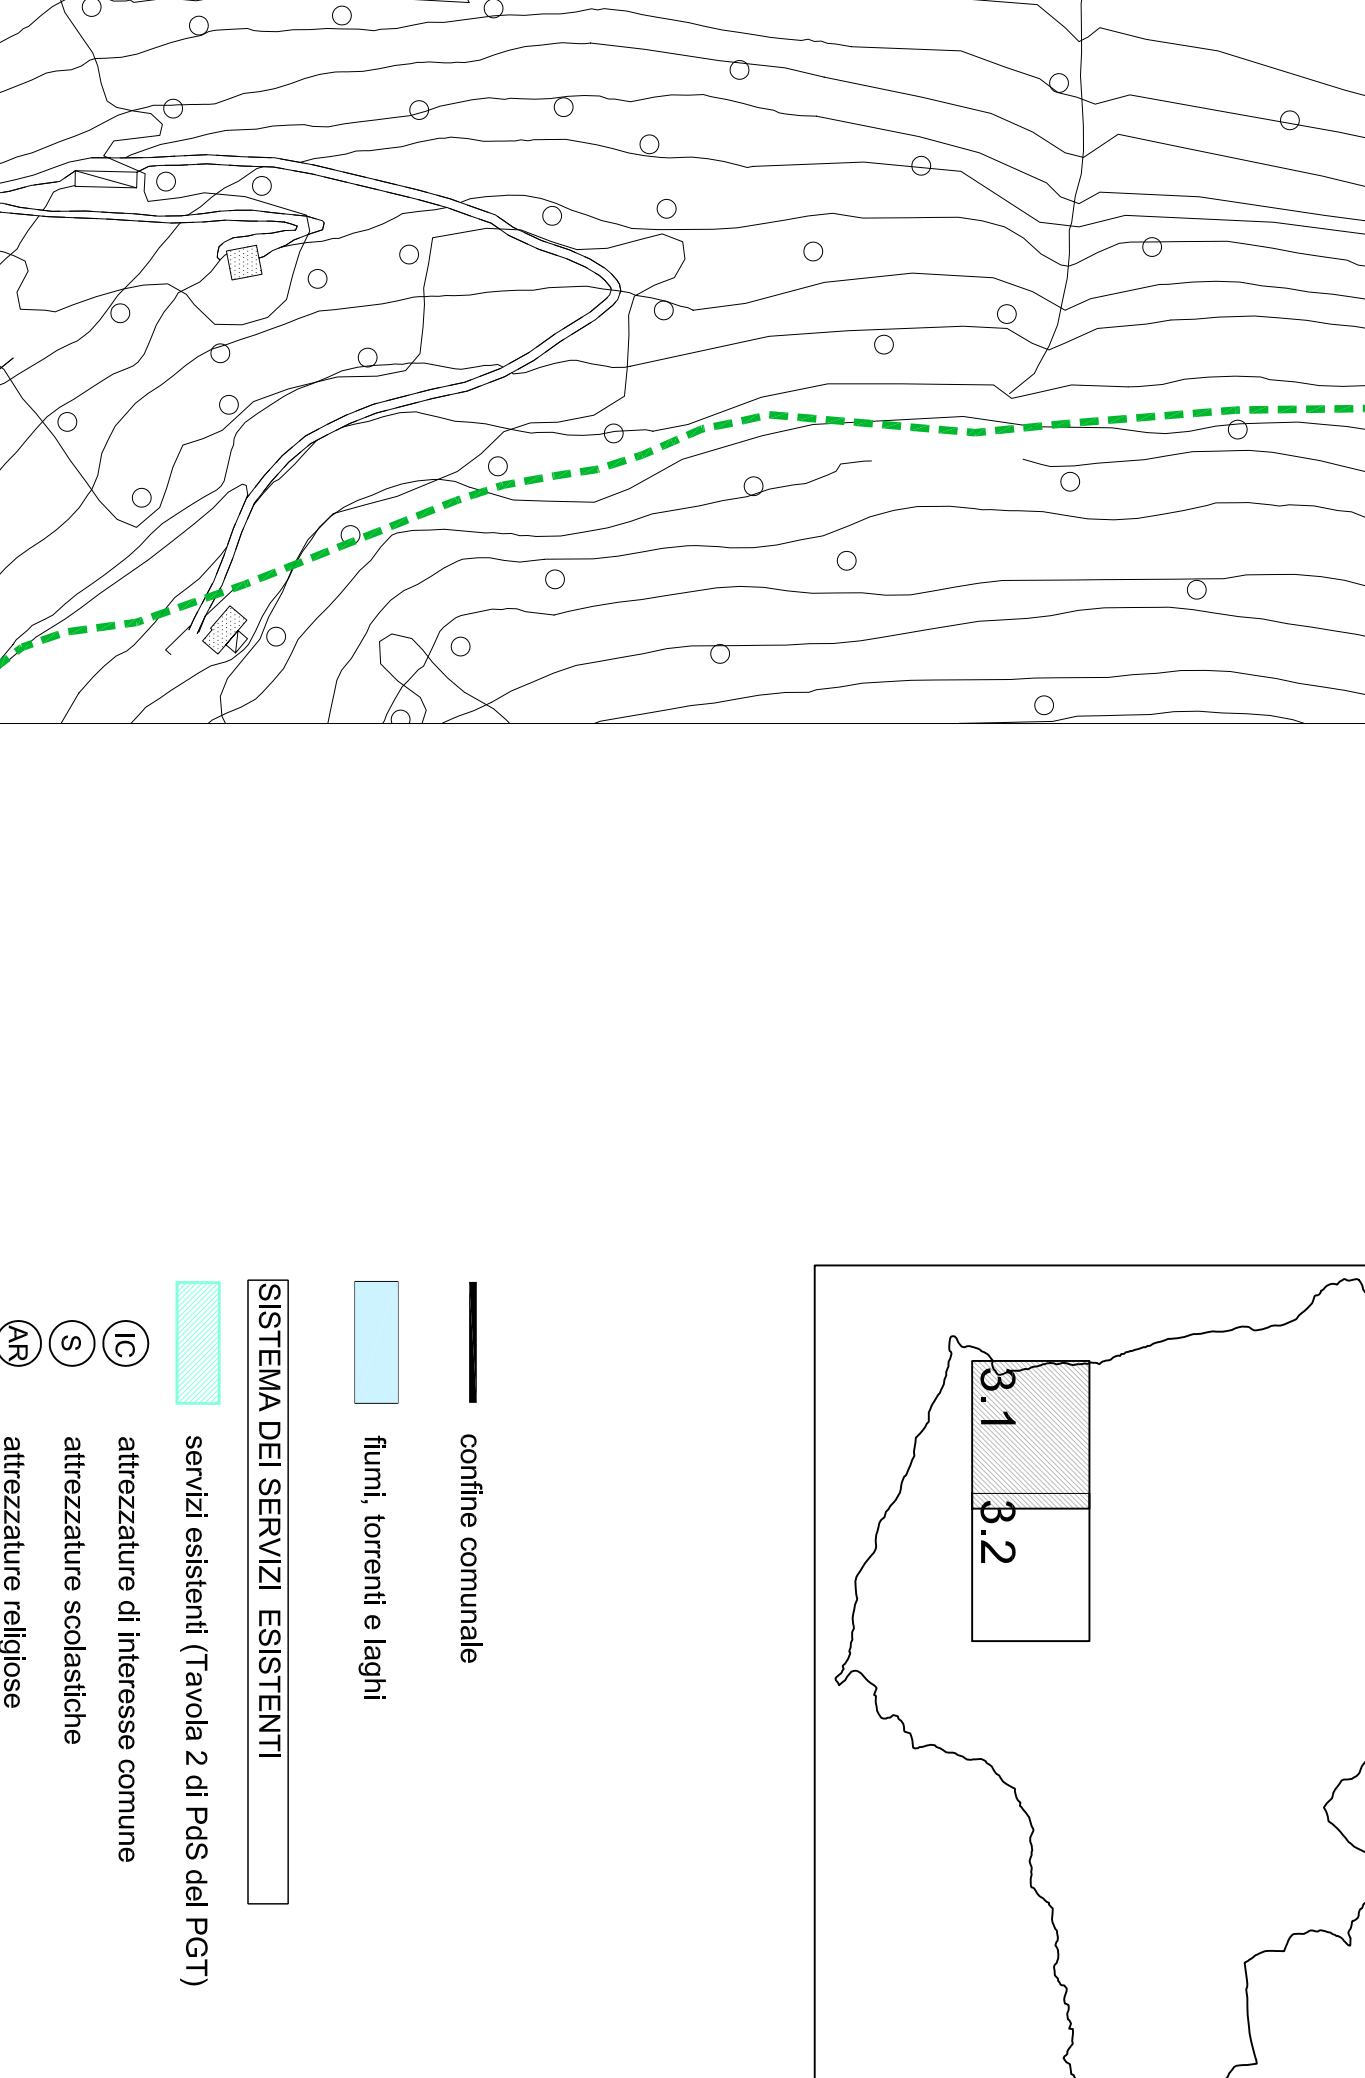 3.1
3.2
confine comunale
fiumi, torrenti e laghi
SISTEMA DEI SERVIZI ESISTENTI
servizi esistenti (Tavola 2 di PdS del PGT)
IC attrezzature di interesse comune
S attrezzature scolastiche
AR attrezzature religiose